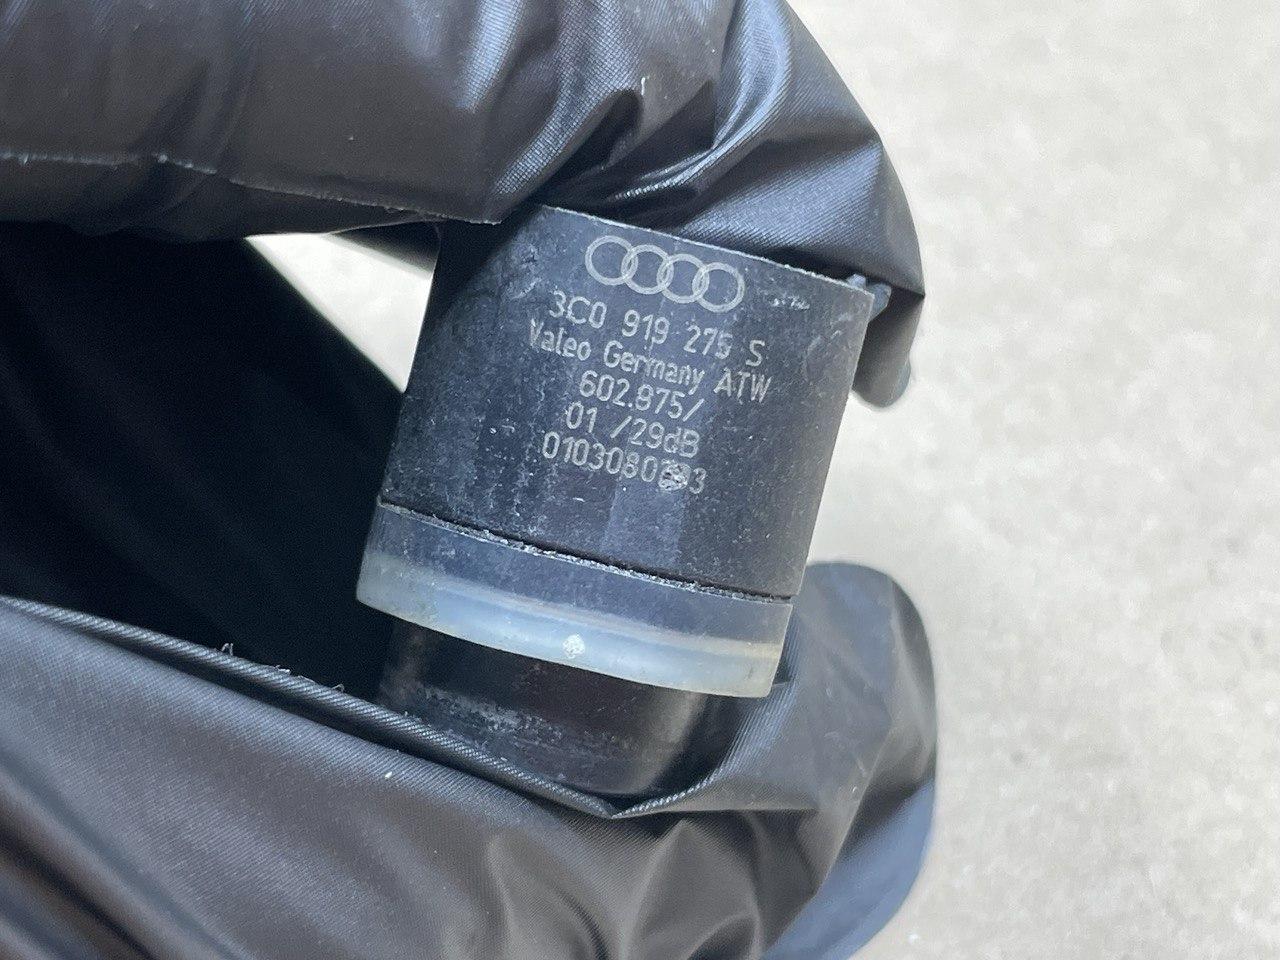 3C0 919 275 S
Valeo Germany ATW
602.875/
01 /29dB